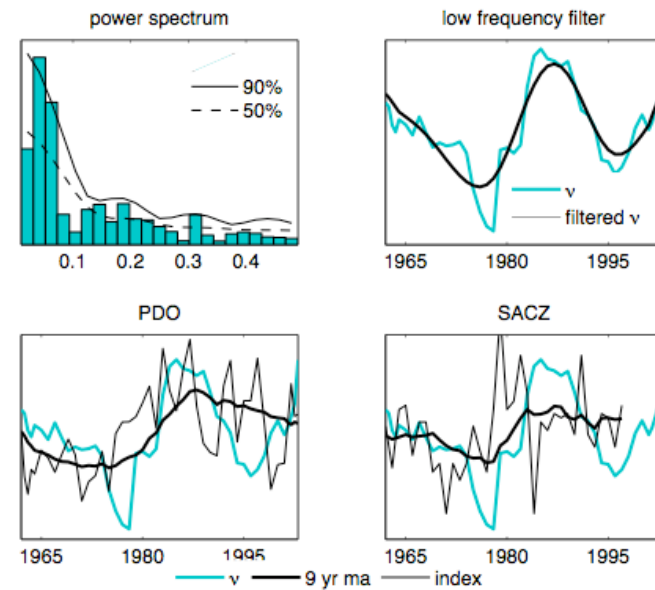 power spectrum
90%
50%
0.1 0.2 0.3 0.4
low frequency filter
ν
filtered ν
1965 1980 1995
PDO
1965 1980 1995
SACZ
1965 1980 1995
ν 9 yr ma index